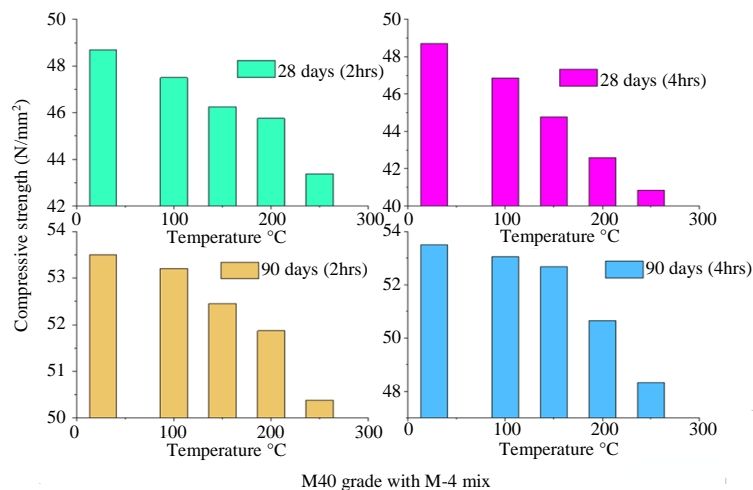 Compressive strength (N/mm²)
50
48
46
44
42
28 days (2hrs)
0 100 200 300
Temperature °C
50
48
46
44
42
40
28 days (4hrs)
0 100 200 300
Temperature °C
54
53
52
51
50
90 days (2hrs)
0 100 200 300
Temperature °C
54
52
50
48
90 days (4hrs)
0 100 200 300
Temperature °C
M40 grade with M-4 mix